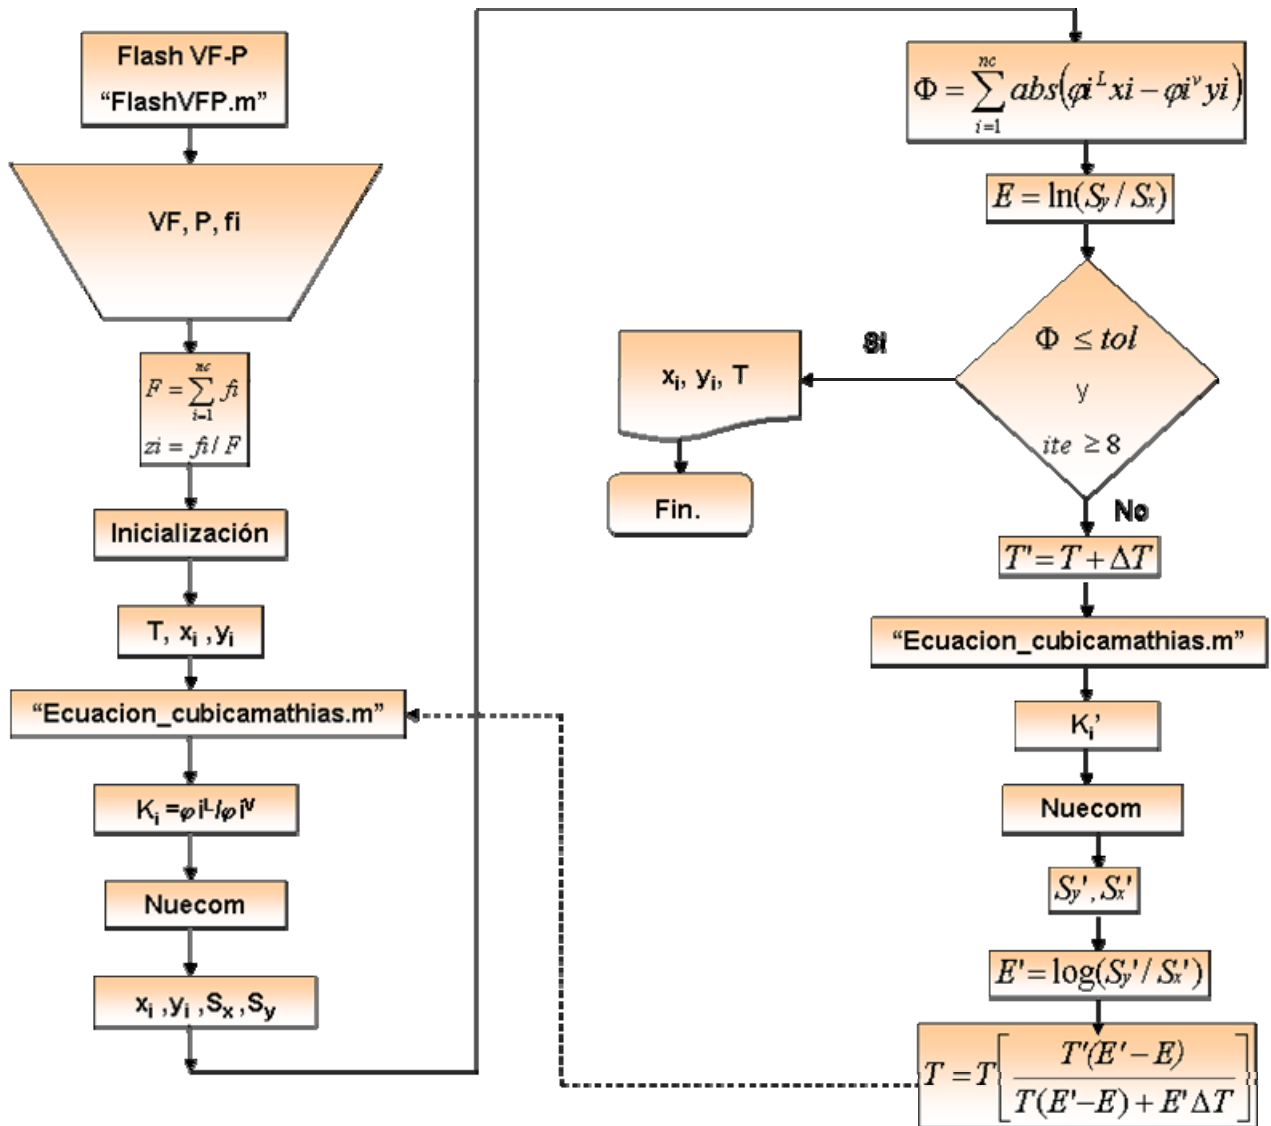 Flash VF-P
“FlashVFP.m”
VF, P, fi
F = ∑ᵢ₌₁ⁿᶜ fi
zi = fi / F
Inicialización
T, xᵢ ,yᵢ
“Ecuacion_cubicamathias.m”
Kᵢ =φiᴸ/φiⱽ
Nuecom
xᵢ ,yᵢ ,Sₓ ,Sy
Φ = ∑ᵢ₌₁ⁿᶜ abs(φiᴸ xi − φiᵛ yi)
E = ln(Sy / Sx)
Φ ≤ tol
y
ite ≥ 8
Si
xᵢ, yᵢ, T
Fin.
No
T' = T + ΔT
“Ecuacion_cubicamathias.m”
Kᵢ’
Nuecom
Sy', Sx'
E' = log(Sy' / Sx')
T = T[T'(E' − E) / T(E'−E) + E' ΔT]